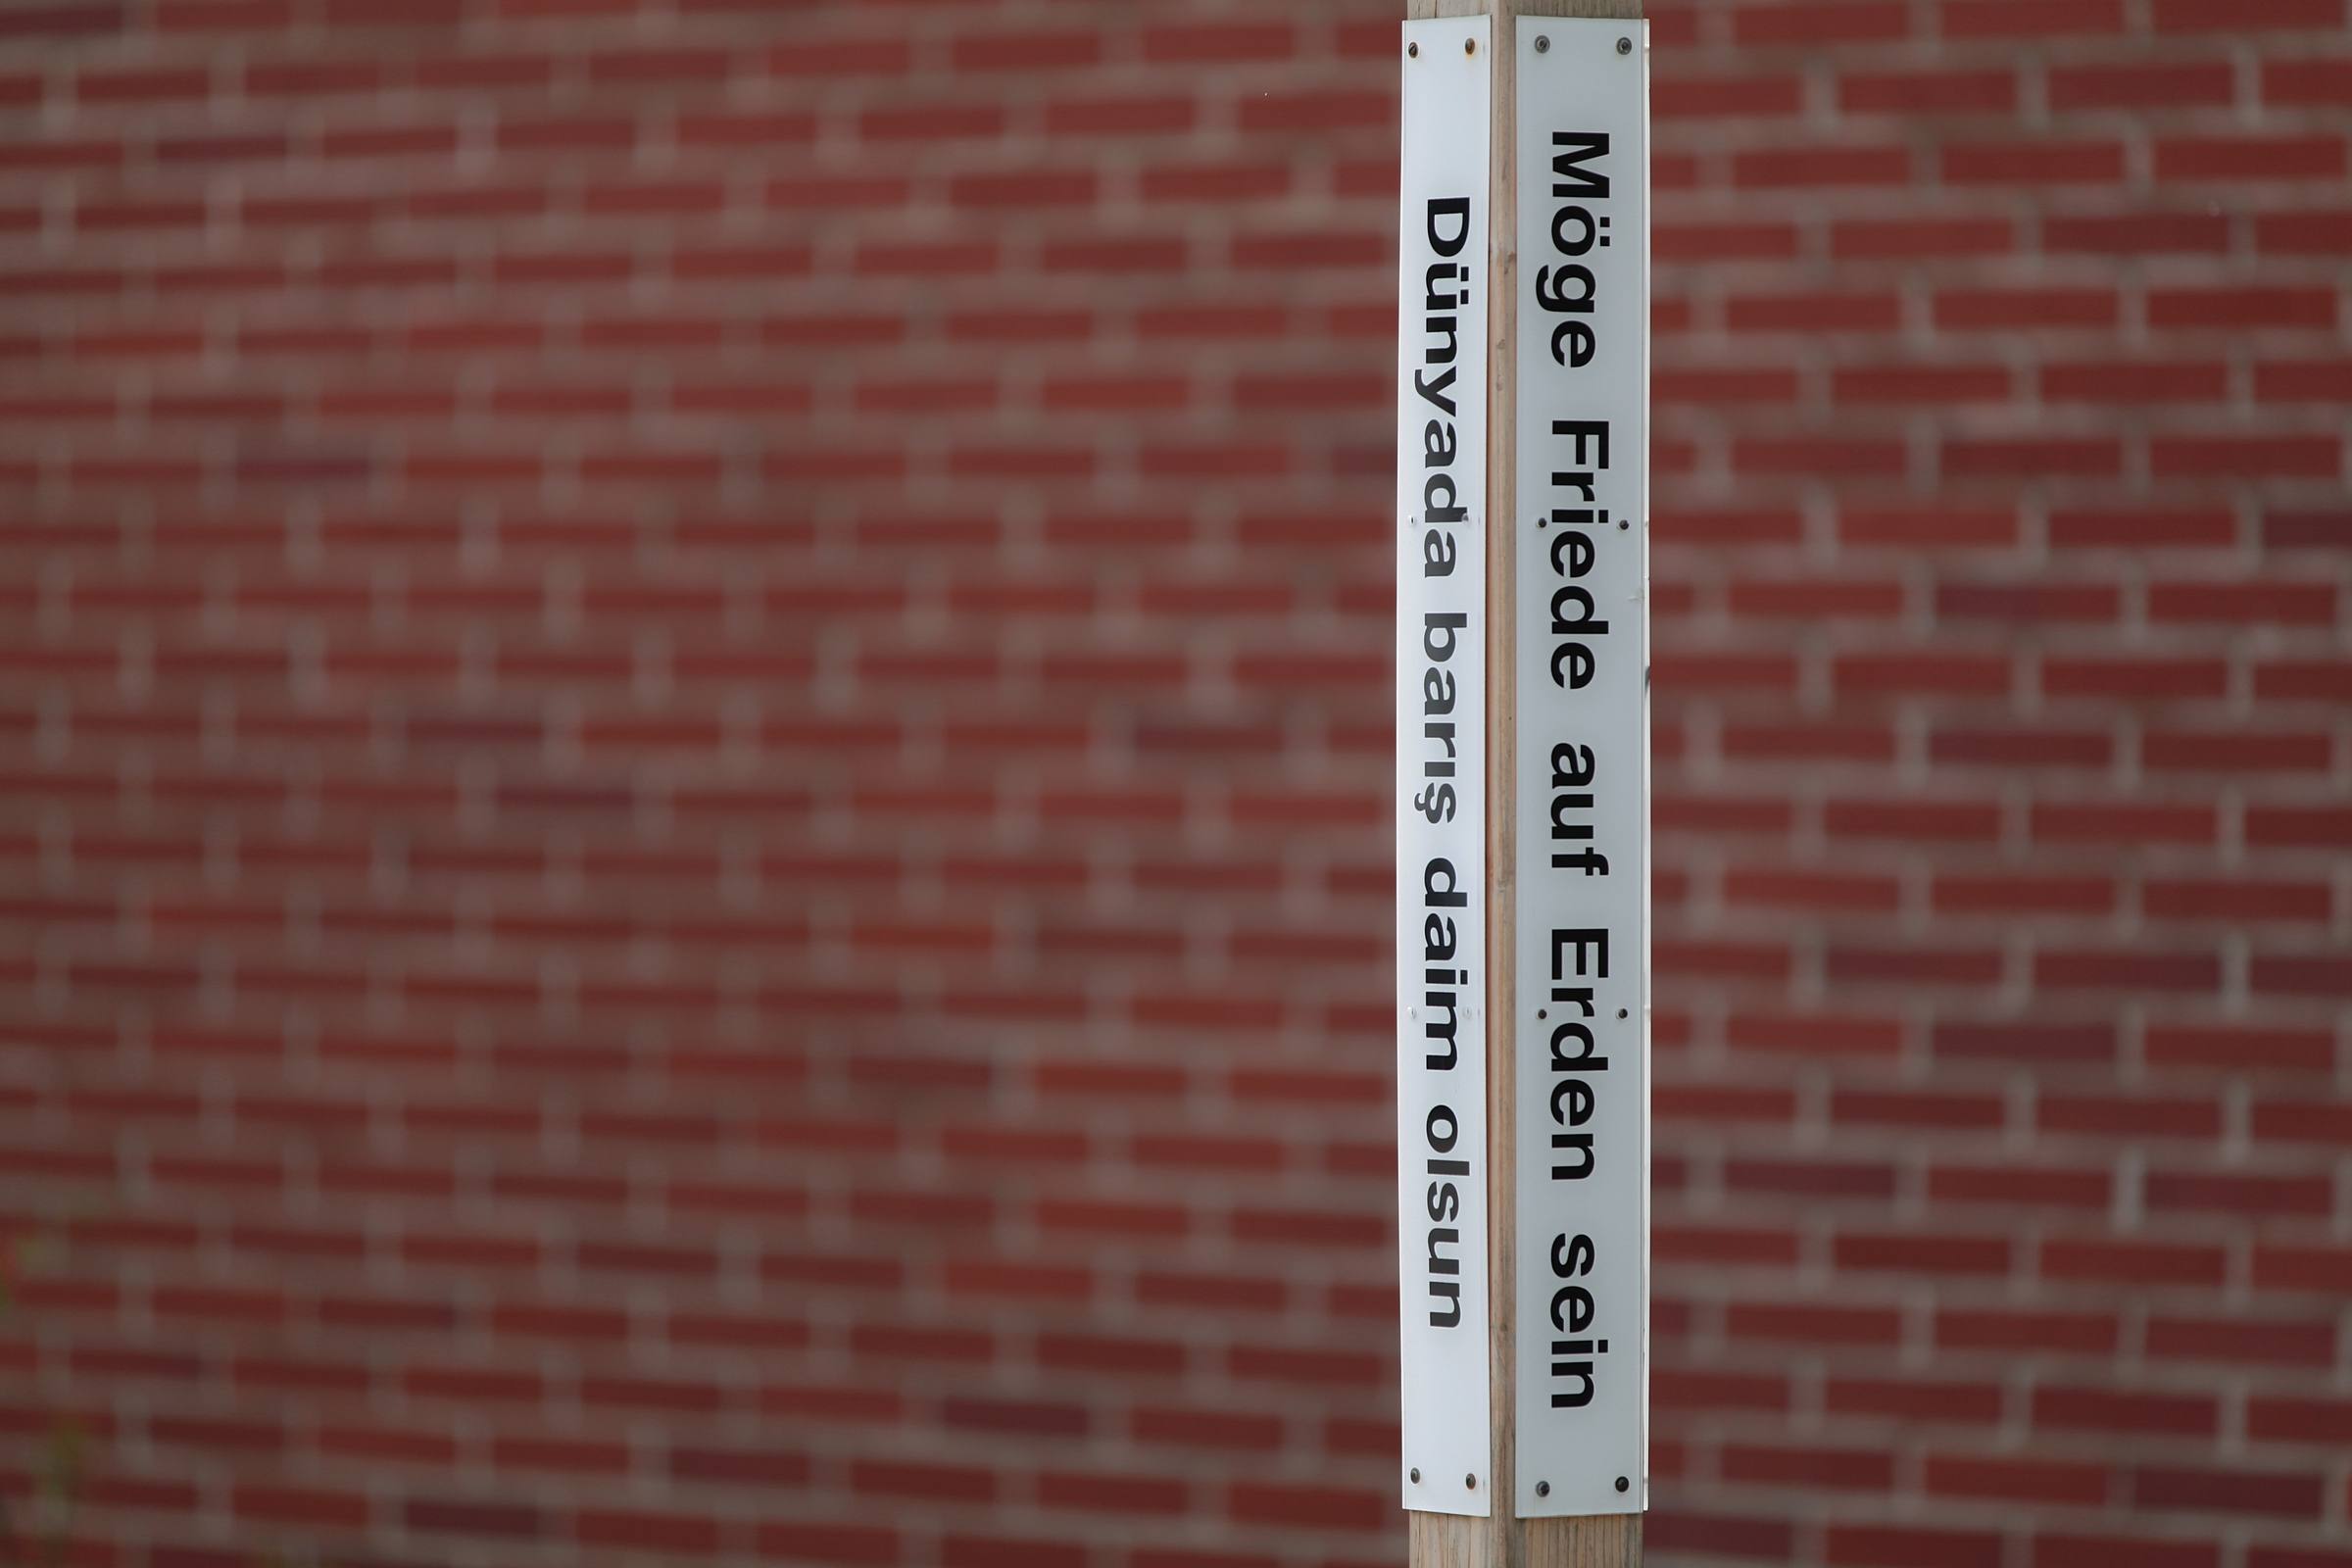 Dünyada barış daim olsun
Möge Friede auf Erden sein